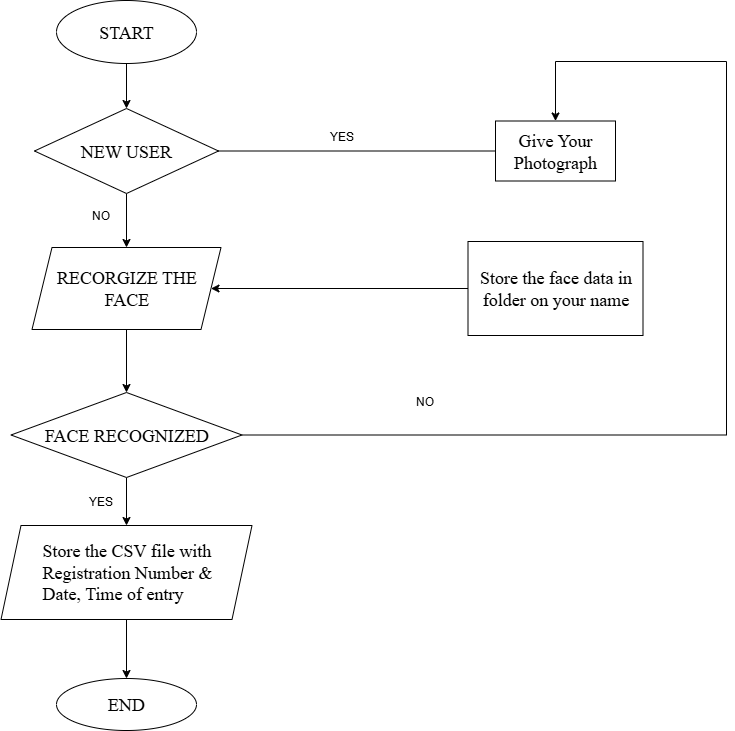 START
NEW USER
YES
Give Your
Photograph
NO
RECORGIZE THE
FACE
Store the face data in
folder on your name
NO
FACE RECOGNIZED
YES
Store the CSV file with
Registration Number &
Date, Time of entry
END